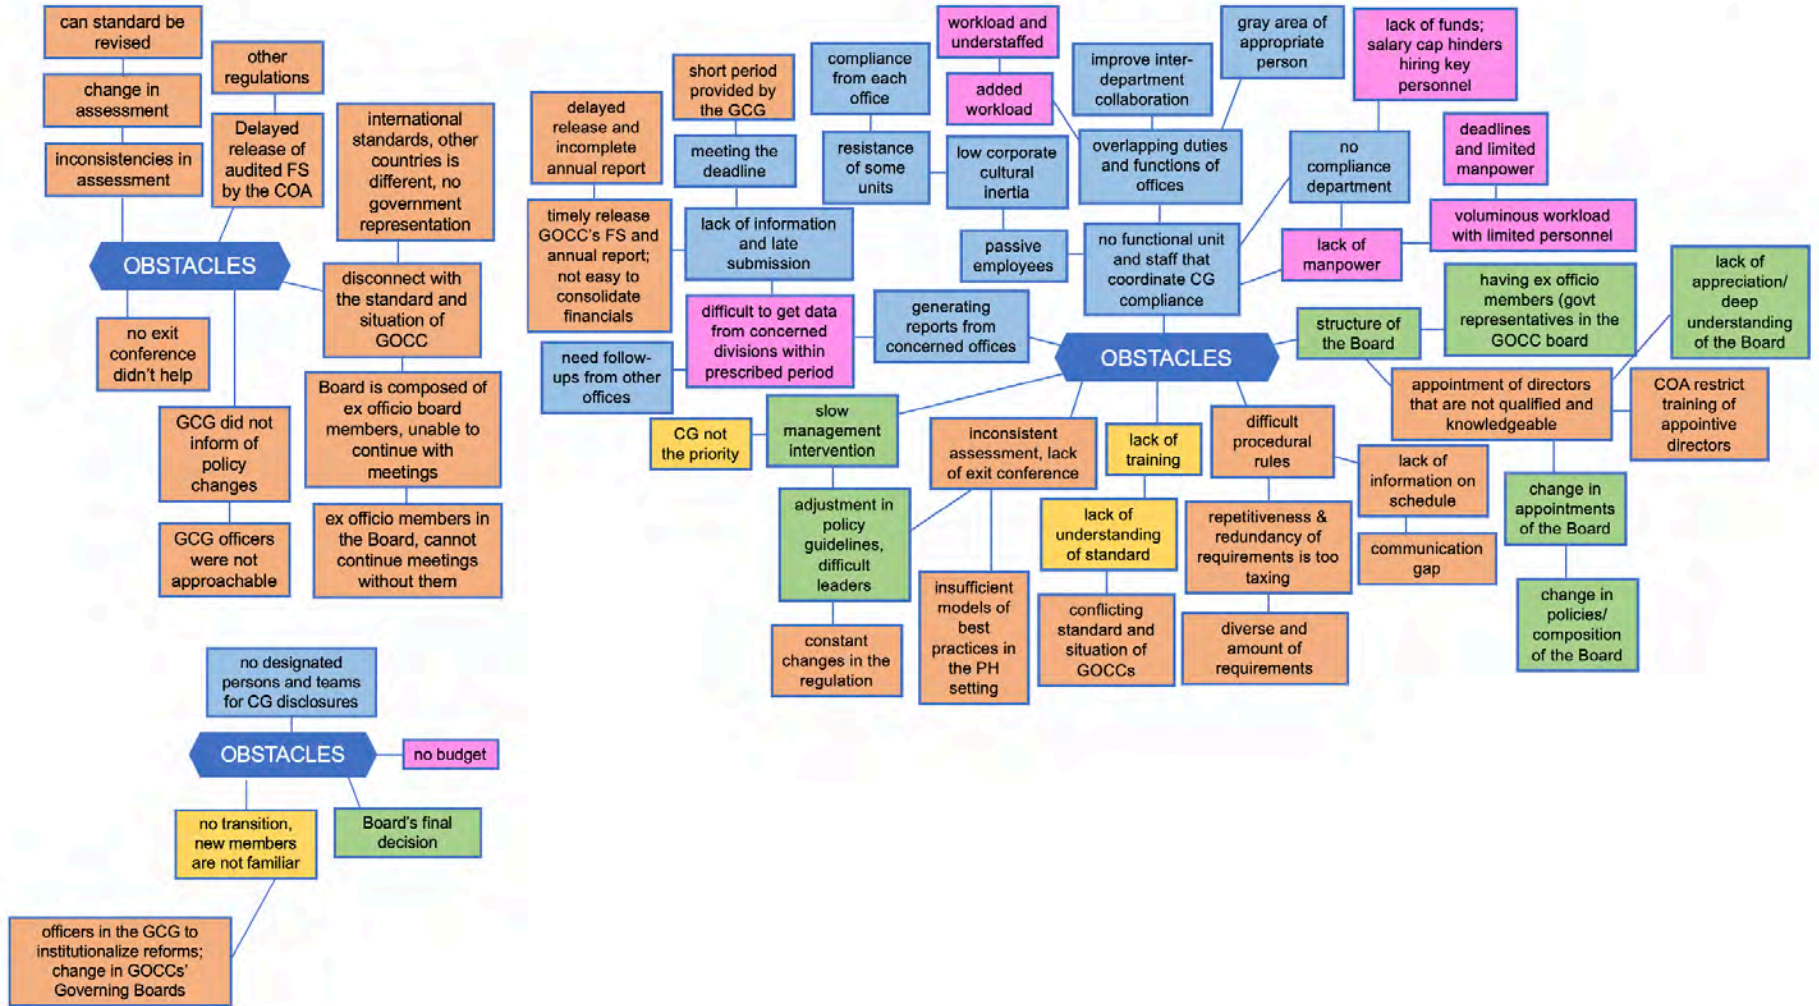 can standard be
revised
change in
assessment
inconsistencies in
assessment
other
regulations
Delayed
release of
audited FS
by the COA
international
standards, other
countries is
different, no
government
representation
OBSTACLES
disconnect with
the standard and
situation of
GOCC
no exit
conference
didn't help
GCG did not
inform of
policy
changes
GCG officers
were not
approachable
Board is composed of
ex officio board
members, unable to
continue with
meetings
ex officio members in
the Board, cannot
continue meetings
without them
delayed
release and
incomplete
annual report
timely release
GOCC's FS and
annual report;
not easy to
consolidate
financials
short period
provided by
the GCG
meeting the
deadline
lack of information
and late
submission
difficult to get data
from concerned
divisions within
prescribed period
need follow-
ups from other
offices
generating
reports from
concerned offices
compliance
from each
office
resistance
of some
units
low corporate
cultural
inertia
passive
employees
workload and
understaffed
added
workload
improve inter-
department
collaboration
gray area of
appropriate
person
overlapping duties
and functions of
offices
no functional unit
and staff that
coordinate CG
compliance
lack of funds;
salary cap hinders
hiring key
personnel
no
compliance
department
lack of
manpower
deadlines
and limited
manpower
voluminous workload
with limited personnel
OBSTACLES
structure of
the Board
having ex officio
members (govt
representatives in the
GOCC board
lack of
appreciation/
deep
understanding
of the Board
appointment of directors
that are not qualified and
knowledgeable
COA restrict
training of
appointive
directors
change in
appointments
of the Board
change in
policies/
composition
of the Board
CG not
the priority
slow
management
intervention
adjustment in
policy
guidelines,
difficult
leaders
constant
changes in the
regulation
inconsistent
assessment, lack
of exit conference
insufficient
models of
best
practices in
the PH
setting
lack of
training
lack of
understanding
of standard
conflicting
standard and
situation of
GOCCs
difficult
procedural
rules
repetitiveness &
redundancy of
requirements is too
taxing
diverse and
amount of
requirements
lack of
information on
schedule
communication
gap
no designated
persons and teams
for CG disclosures
OBSTACLES
no budget
no transition,
new members
are not familiar
Board's final
decision
officers in the GCG to
institutionalize reforms;
change in GOCCs'
Governing Boards